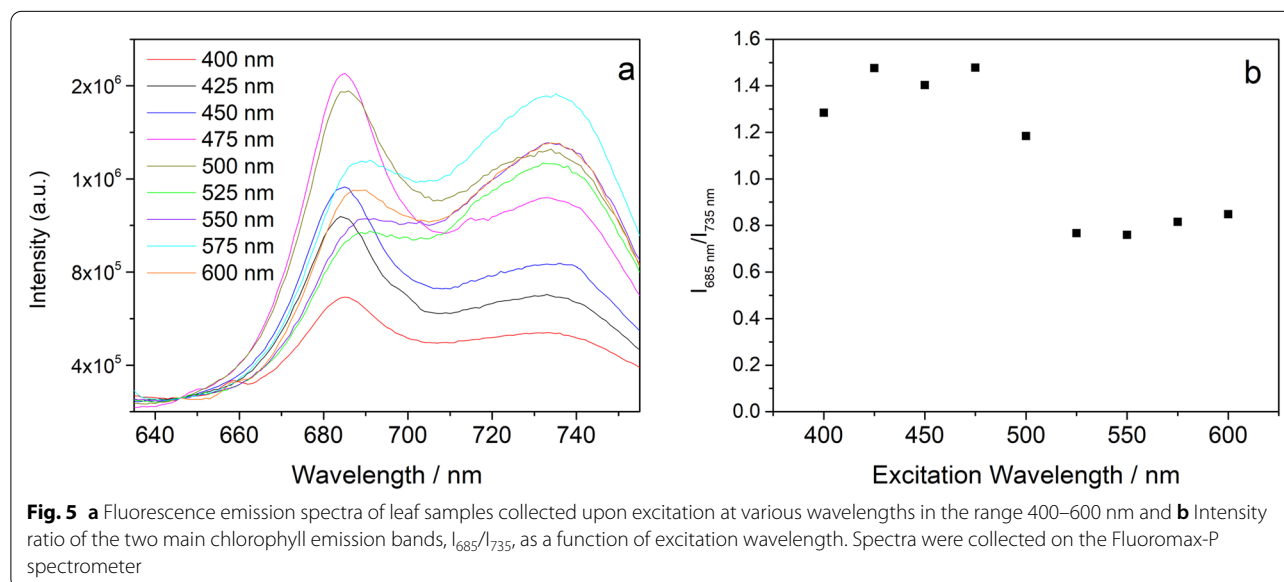 a
400 nm
425 nm
450 nm
475 nm
500 nm
525 nm
550 nm
575 nm
600 nm
2x10⁶
1x10⁶
8x10⁵
4x10⁵
Intensity (a.u.)
640 660 680 700 720 740
Wavelength / nm
b
1.6
1.4
1.2
1.0
0.8
0.6
0.4
0.2
0.0
I685 nm/I735 nm
400 450 500 550 600
Excitation Wavelength / nm
Fig. 5 a Fluorescence emission spectra of leaf samples collected upon excitation at various wavelengths in the range 400–600 nm and b Intensity
ratio of the two main chlorophyll emission bands, I685/I735, as a function of excitation wavelength. Spectra were collected on the Fluoromax-P
spectrometer